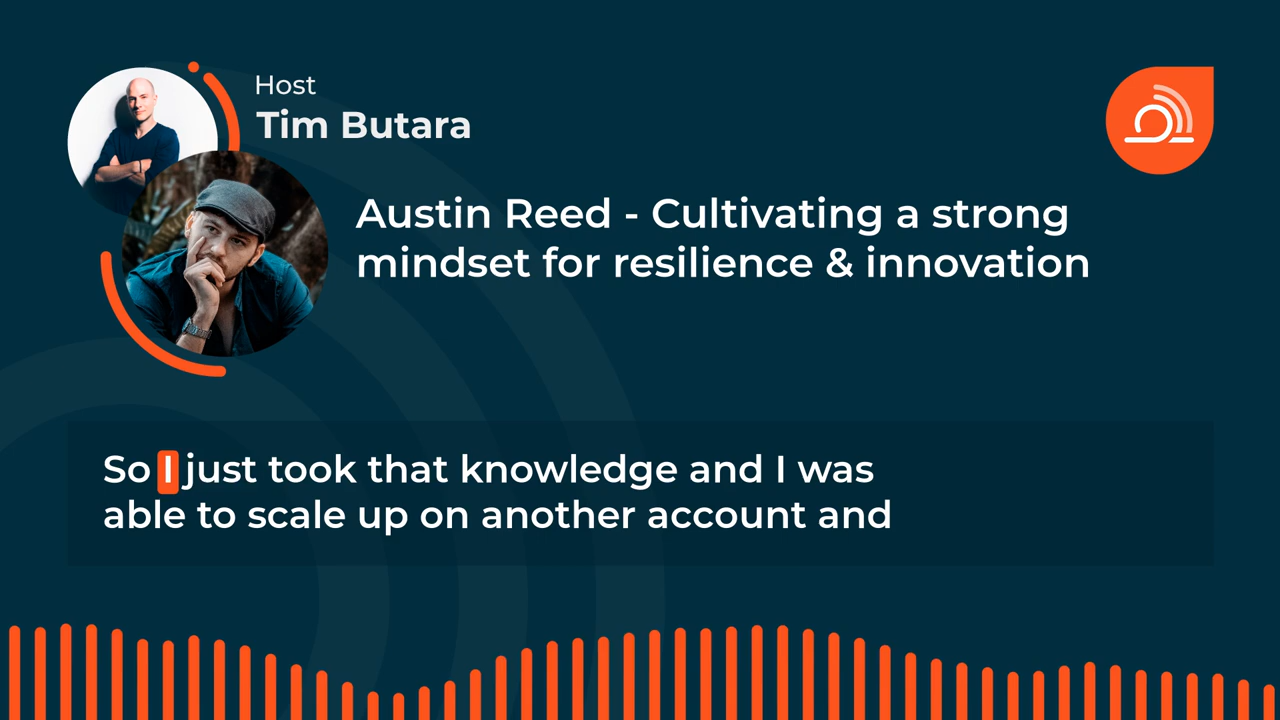 Host
Tim Butara
Austin Reed - Cultivating a strong
mindset for resilience & innovation
So I just took that knowledge and I was
able to scale up on another account and